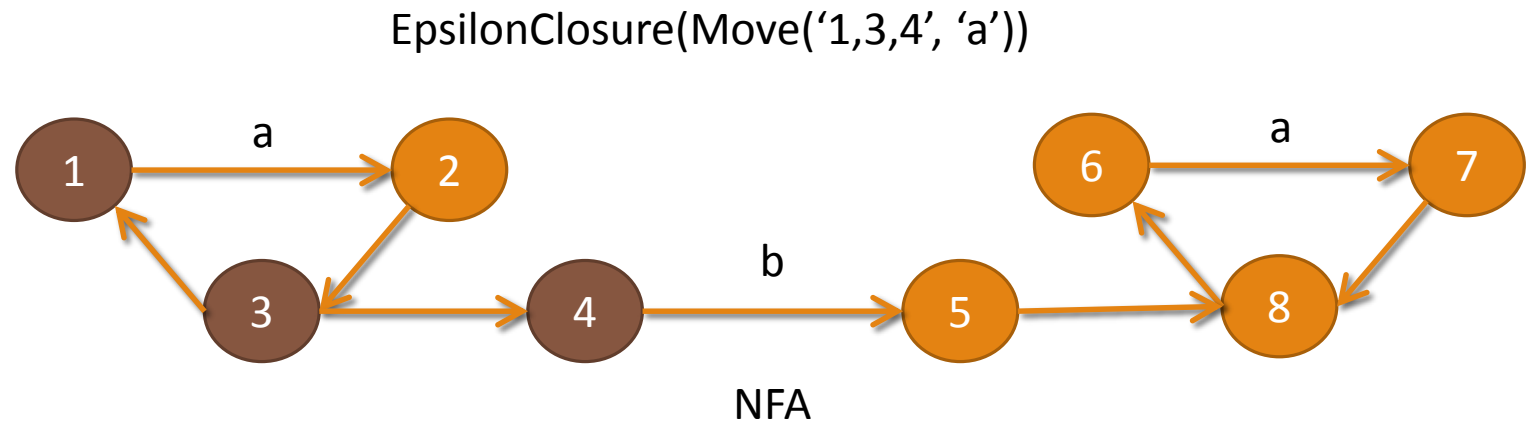 EpsilonClosure(Move(‘1,3,4’, ‘a’))
a
a
1
2
6
7
b
3
4
5
8
NFA